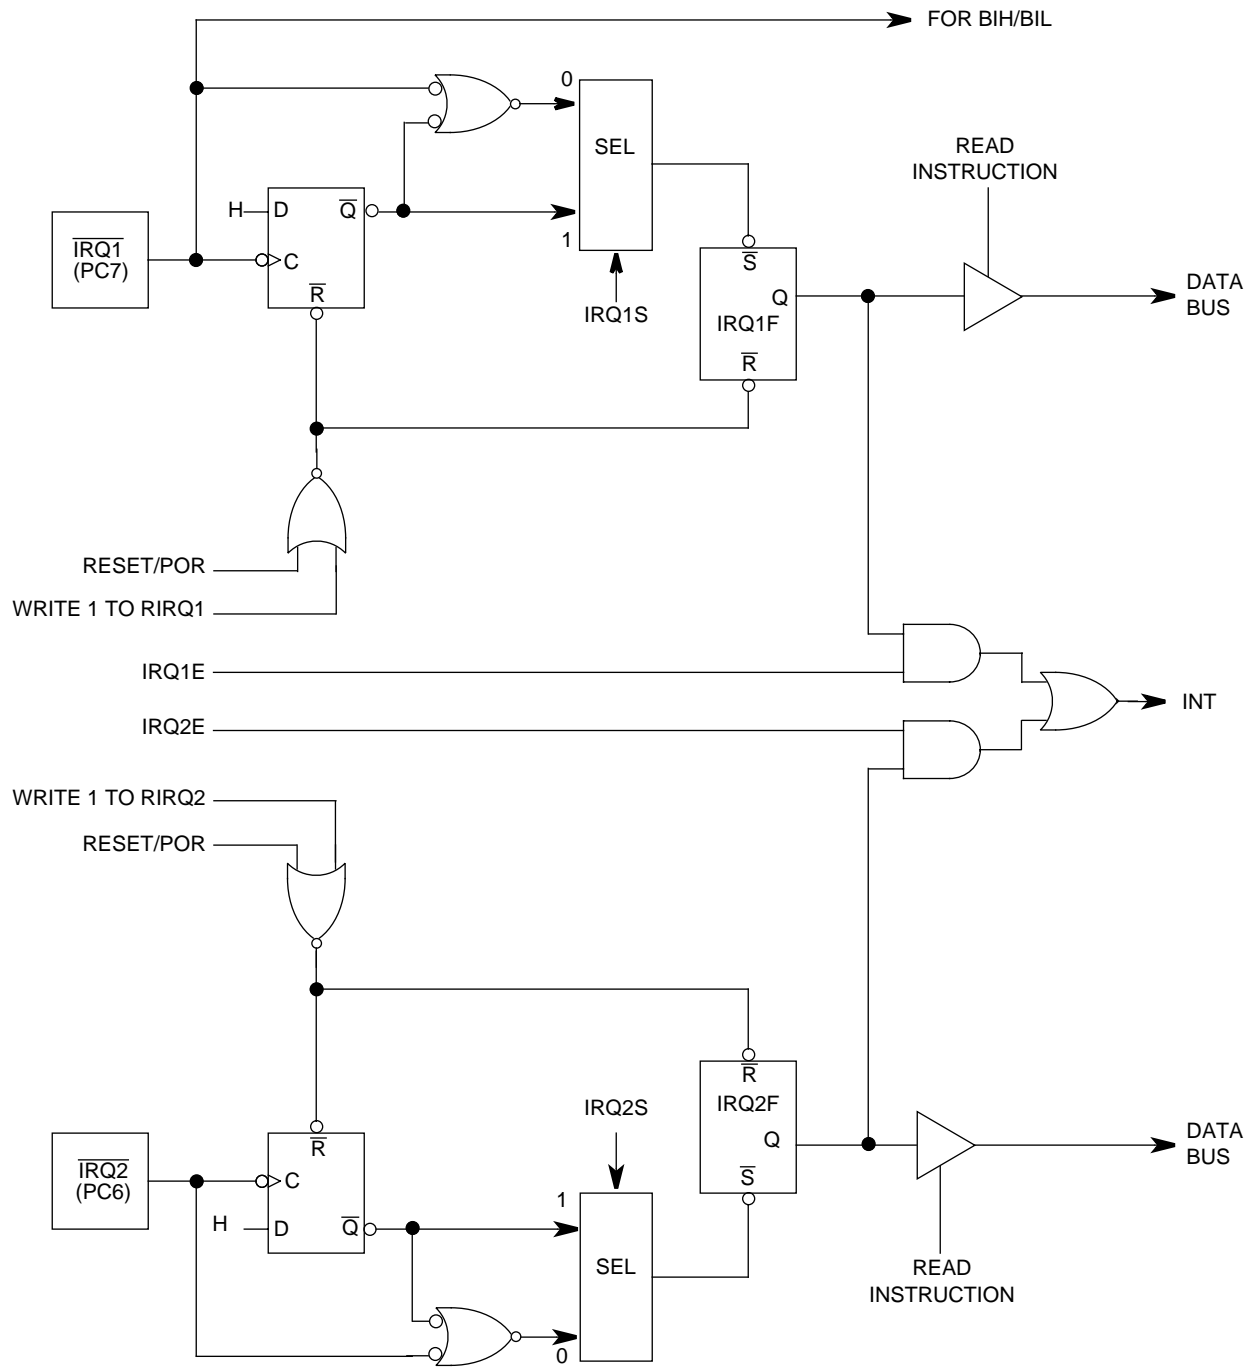 FOR BIH/BIL
0
SEL
READ
INSTRUCTION
H
D
Q̅
1
I̅R̅Q̅1̅
(PC7)
C
R̅
S̅
IRQ1S
Q
IRQ1F
R̅
DATA
BUS
RESET/POR
WRITE 1 TO RIRQ1
IRQ1E
INT
IRQ2E
WRITE 1 TO RIRQ2
RESET/POR
R̅
IRQ2F
Q
S̅
IRQ2S
DATA
BUS
I̅R̅Q̅2̅
(PC6)
R̅
C
H
D
Q̅
1
SEL
READ
INSTRUCTION
0